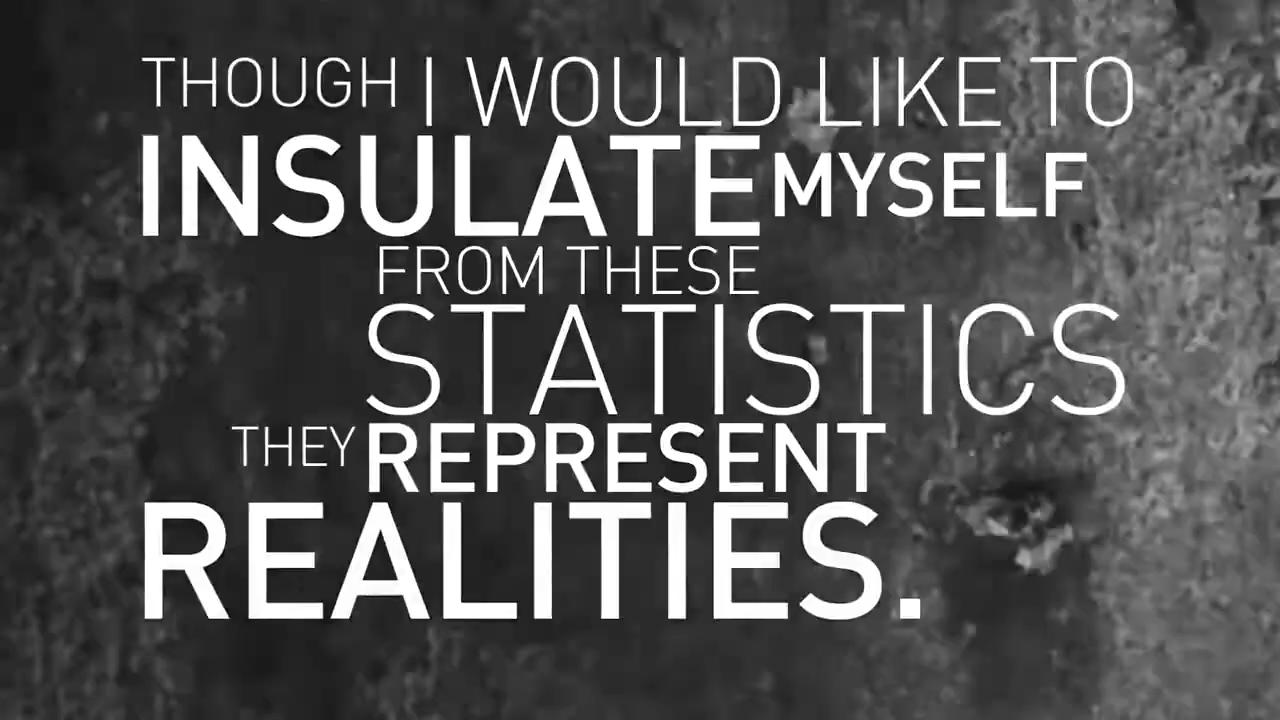 THOUGH I WOULD LIKE TO
INSULATE MYSELF
FROM THESE
STATISTICS
THEY REPRESENT
REALITIES.